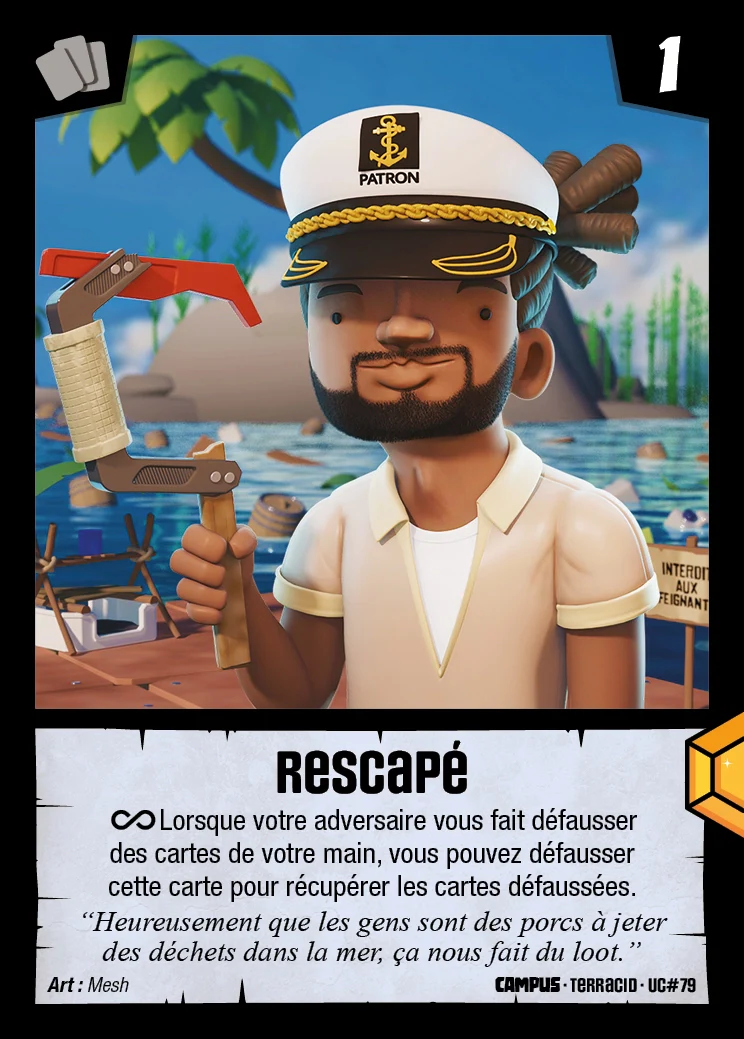 1
PATRON
INTERDIT
AUX
FEIGNANT
Rescapé
∞ Lorsque votre adversaire vous fait défausser
des cartes de votre main, vous pouvez défausser
cette carte pour récupérer les cartes défaussées.
“Heureusement que les gens sont des porcs à jeter
des déchets dans la mer, ça nous fait du loot.”
Art : Mesh
CAMPUS · TERRACID · UC#79